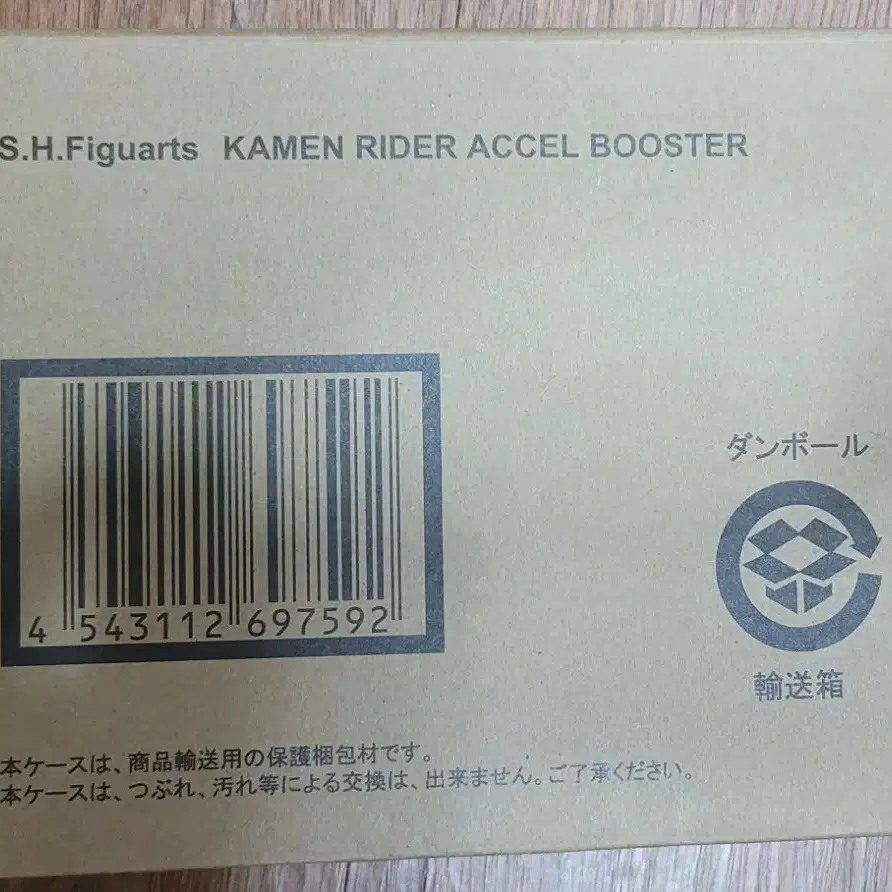 S.H.Figuarts KAMEN RIDER ACCEL BOOSTER
ダンボール
4 543112 697592
輸送箱
本ケースは、商品輸送用の保護梱包材です。
本ケースは、つぶれ、汚れ等による交換は、出来ません。ご了承ください。